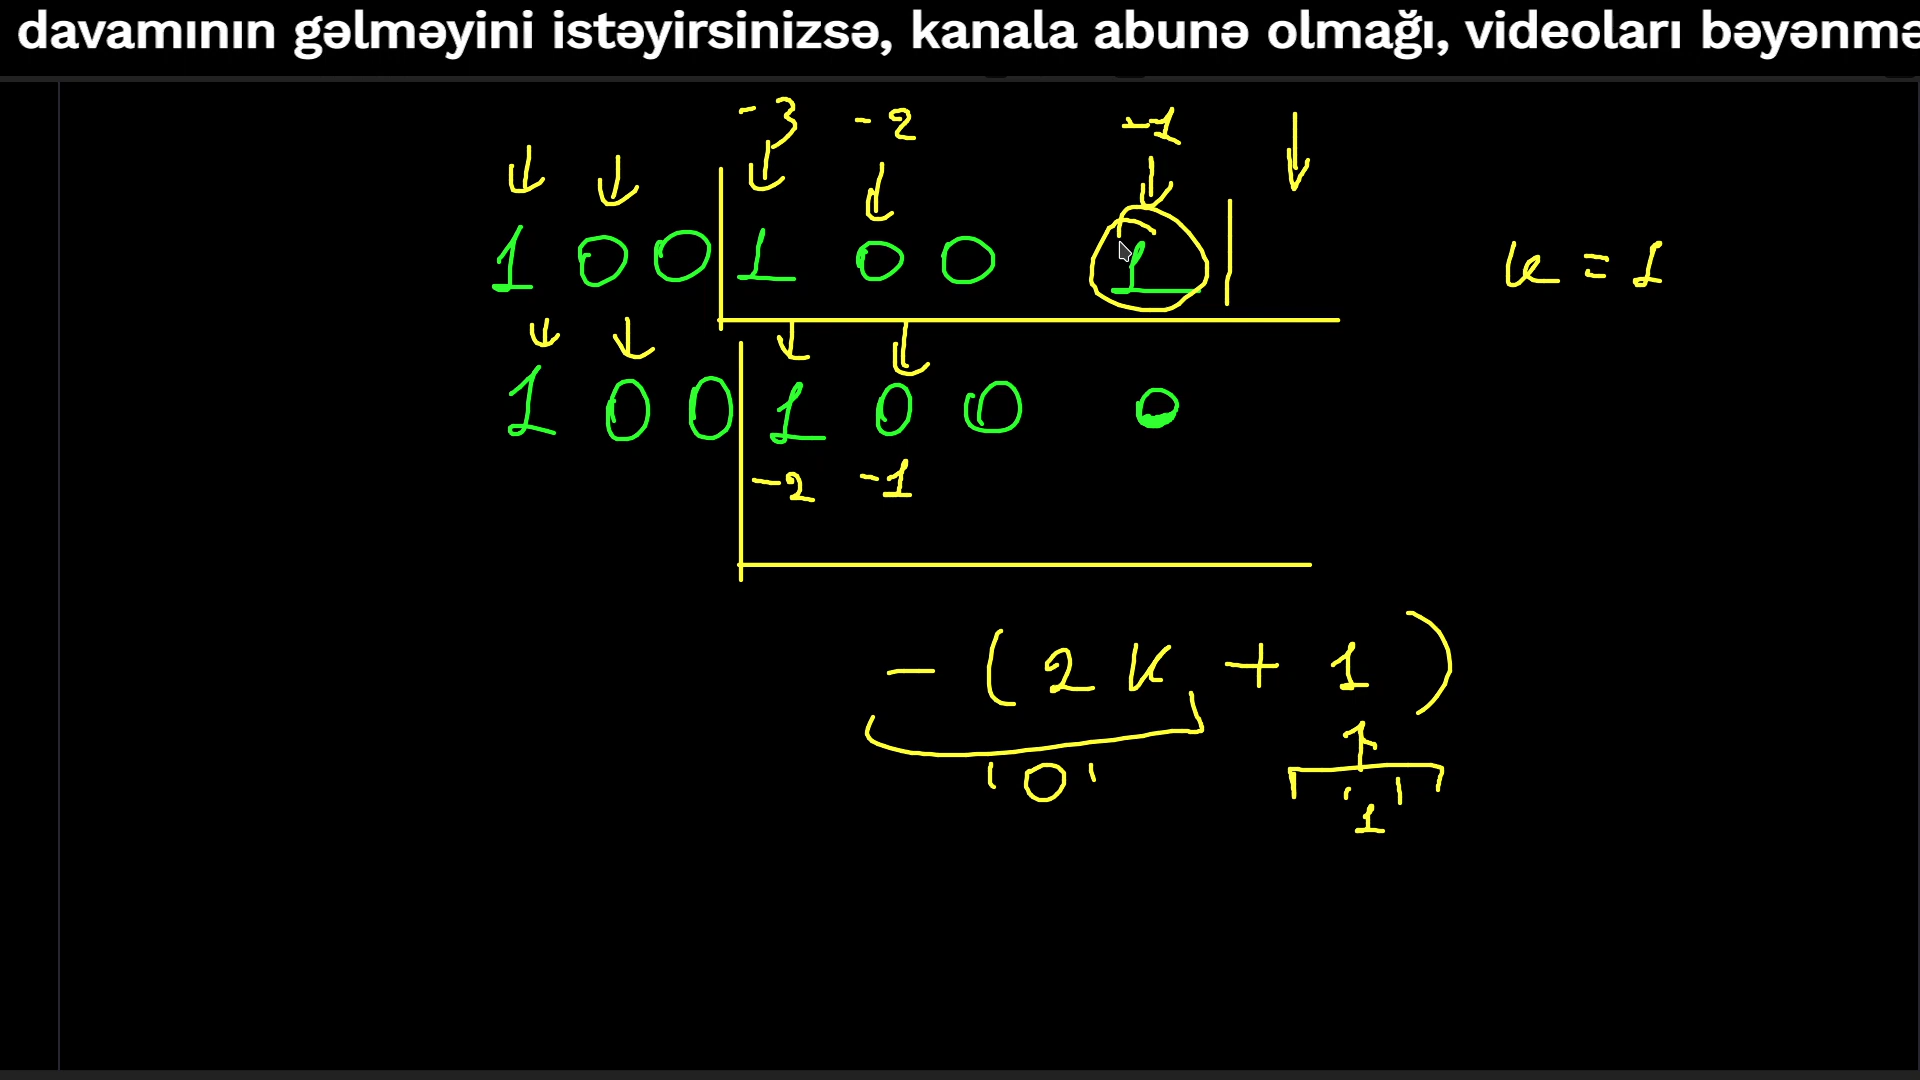 davamının gəlməyini istəyirsinizsə, kanala abunə olmağı, videoları bəyənmə
-3 -2 -1
1 0 0 1 0 0 1
k = 1
1 0 0 1 0 0 0
-2 -1
- ( 2 k + 1 )
1
' 0 ' ' 1 '